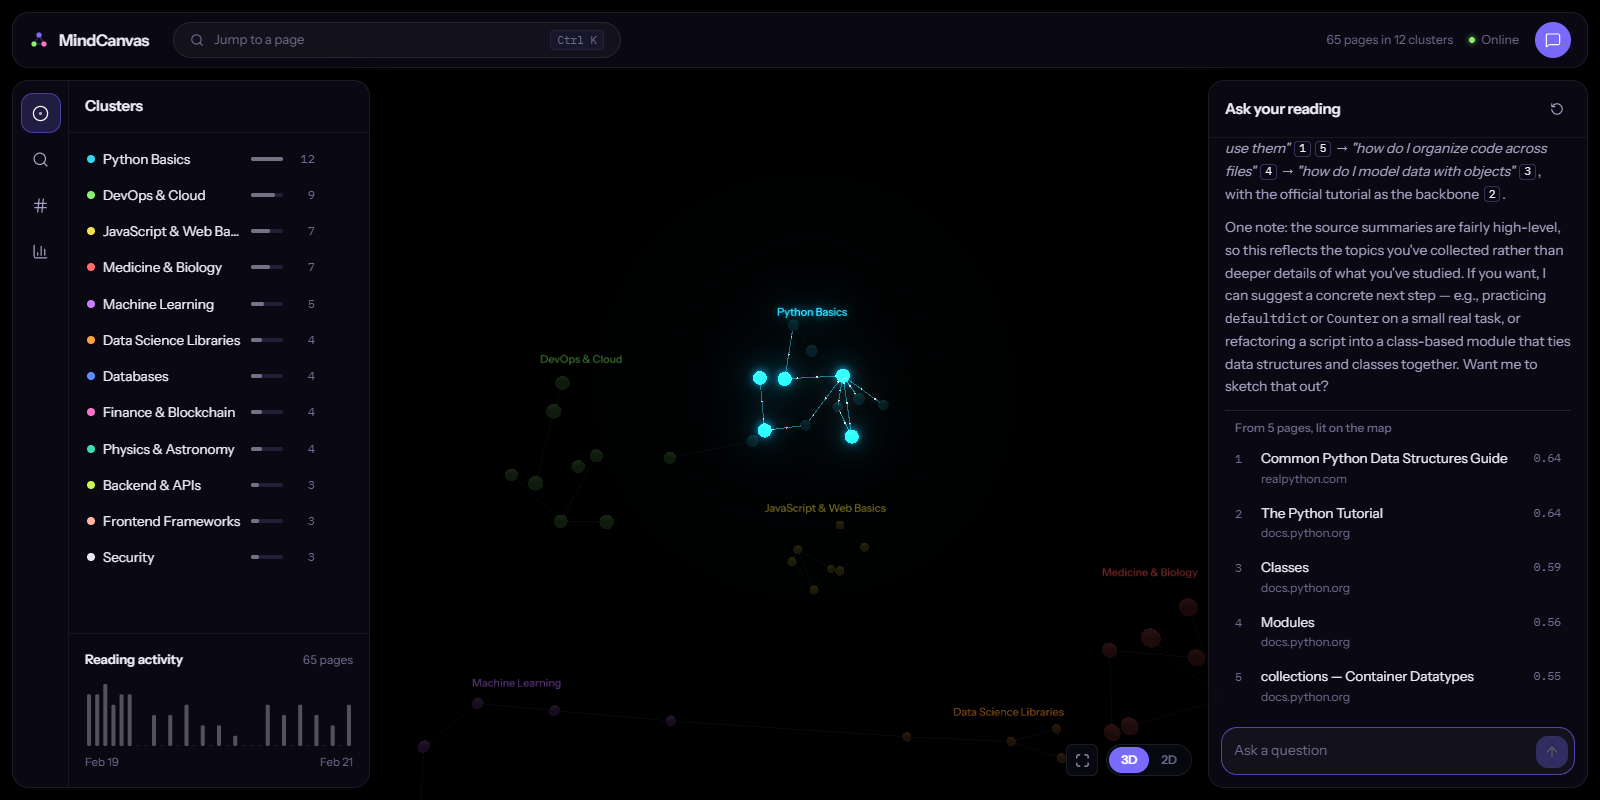 MindCanvas
Jump to a page
Ctrl K
65 pages in 12 clusters
Online
Clusters
Python Basics 12
DevOps & Cloud 9
JavaScript & Web Ba... 7
Medicine & Biology 7
Machine Learning 5
Data Science Libraries 4
Databases 4
Finance & Blockchain 4
Physics & Astronomy 4
Backend & APIs 3
Frontend Frameworks 3
Security 3
Reading activity 65 pages
Feb 19 Feb 21
Python Basics
DevOps & Cloud
JavaScript & Web Basics
Medicine & Biology
Machine Learning
Data Science Libraries
3D 2D
Ask your reading
use them" 1 5 → "how do I organize code across
files" 4 → "how do I model data with objects" 3 ,
with the official tutorial as the backbone 2 .
One note: the source summaries are fairly high-level,
so this reflects the topics you've collected rather than
deeper details of what you've studied. If you want, I
can suggest a concrete next step — e.g., practicing
defaultdict or Counter on a small real task, or
refactoring a script into a class-based module that ties
data structures and classes together. Want me to
sketch that out?
From 5 pages, lit on the map
1 Common Python Data Structures Guide 0.64
realpython.com
2 The Python Tutorial 0.64
docs.python.org
3 Classes 0.59
docs.python.org
4 Modules 0.56
docs.python.org
5 collections — Container Datatypes 0.55
docs.python.org
Ask a question